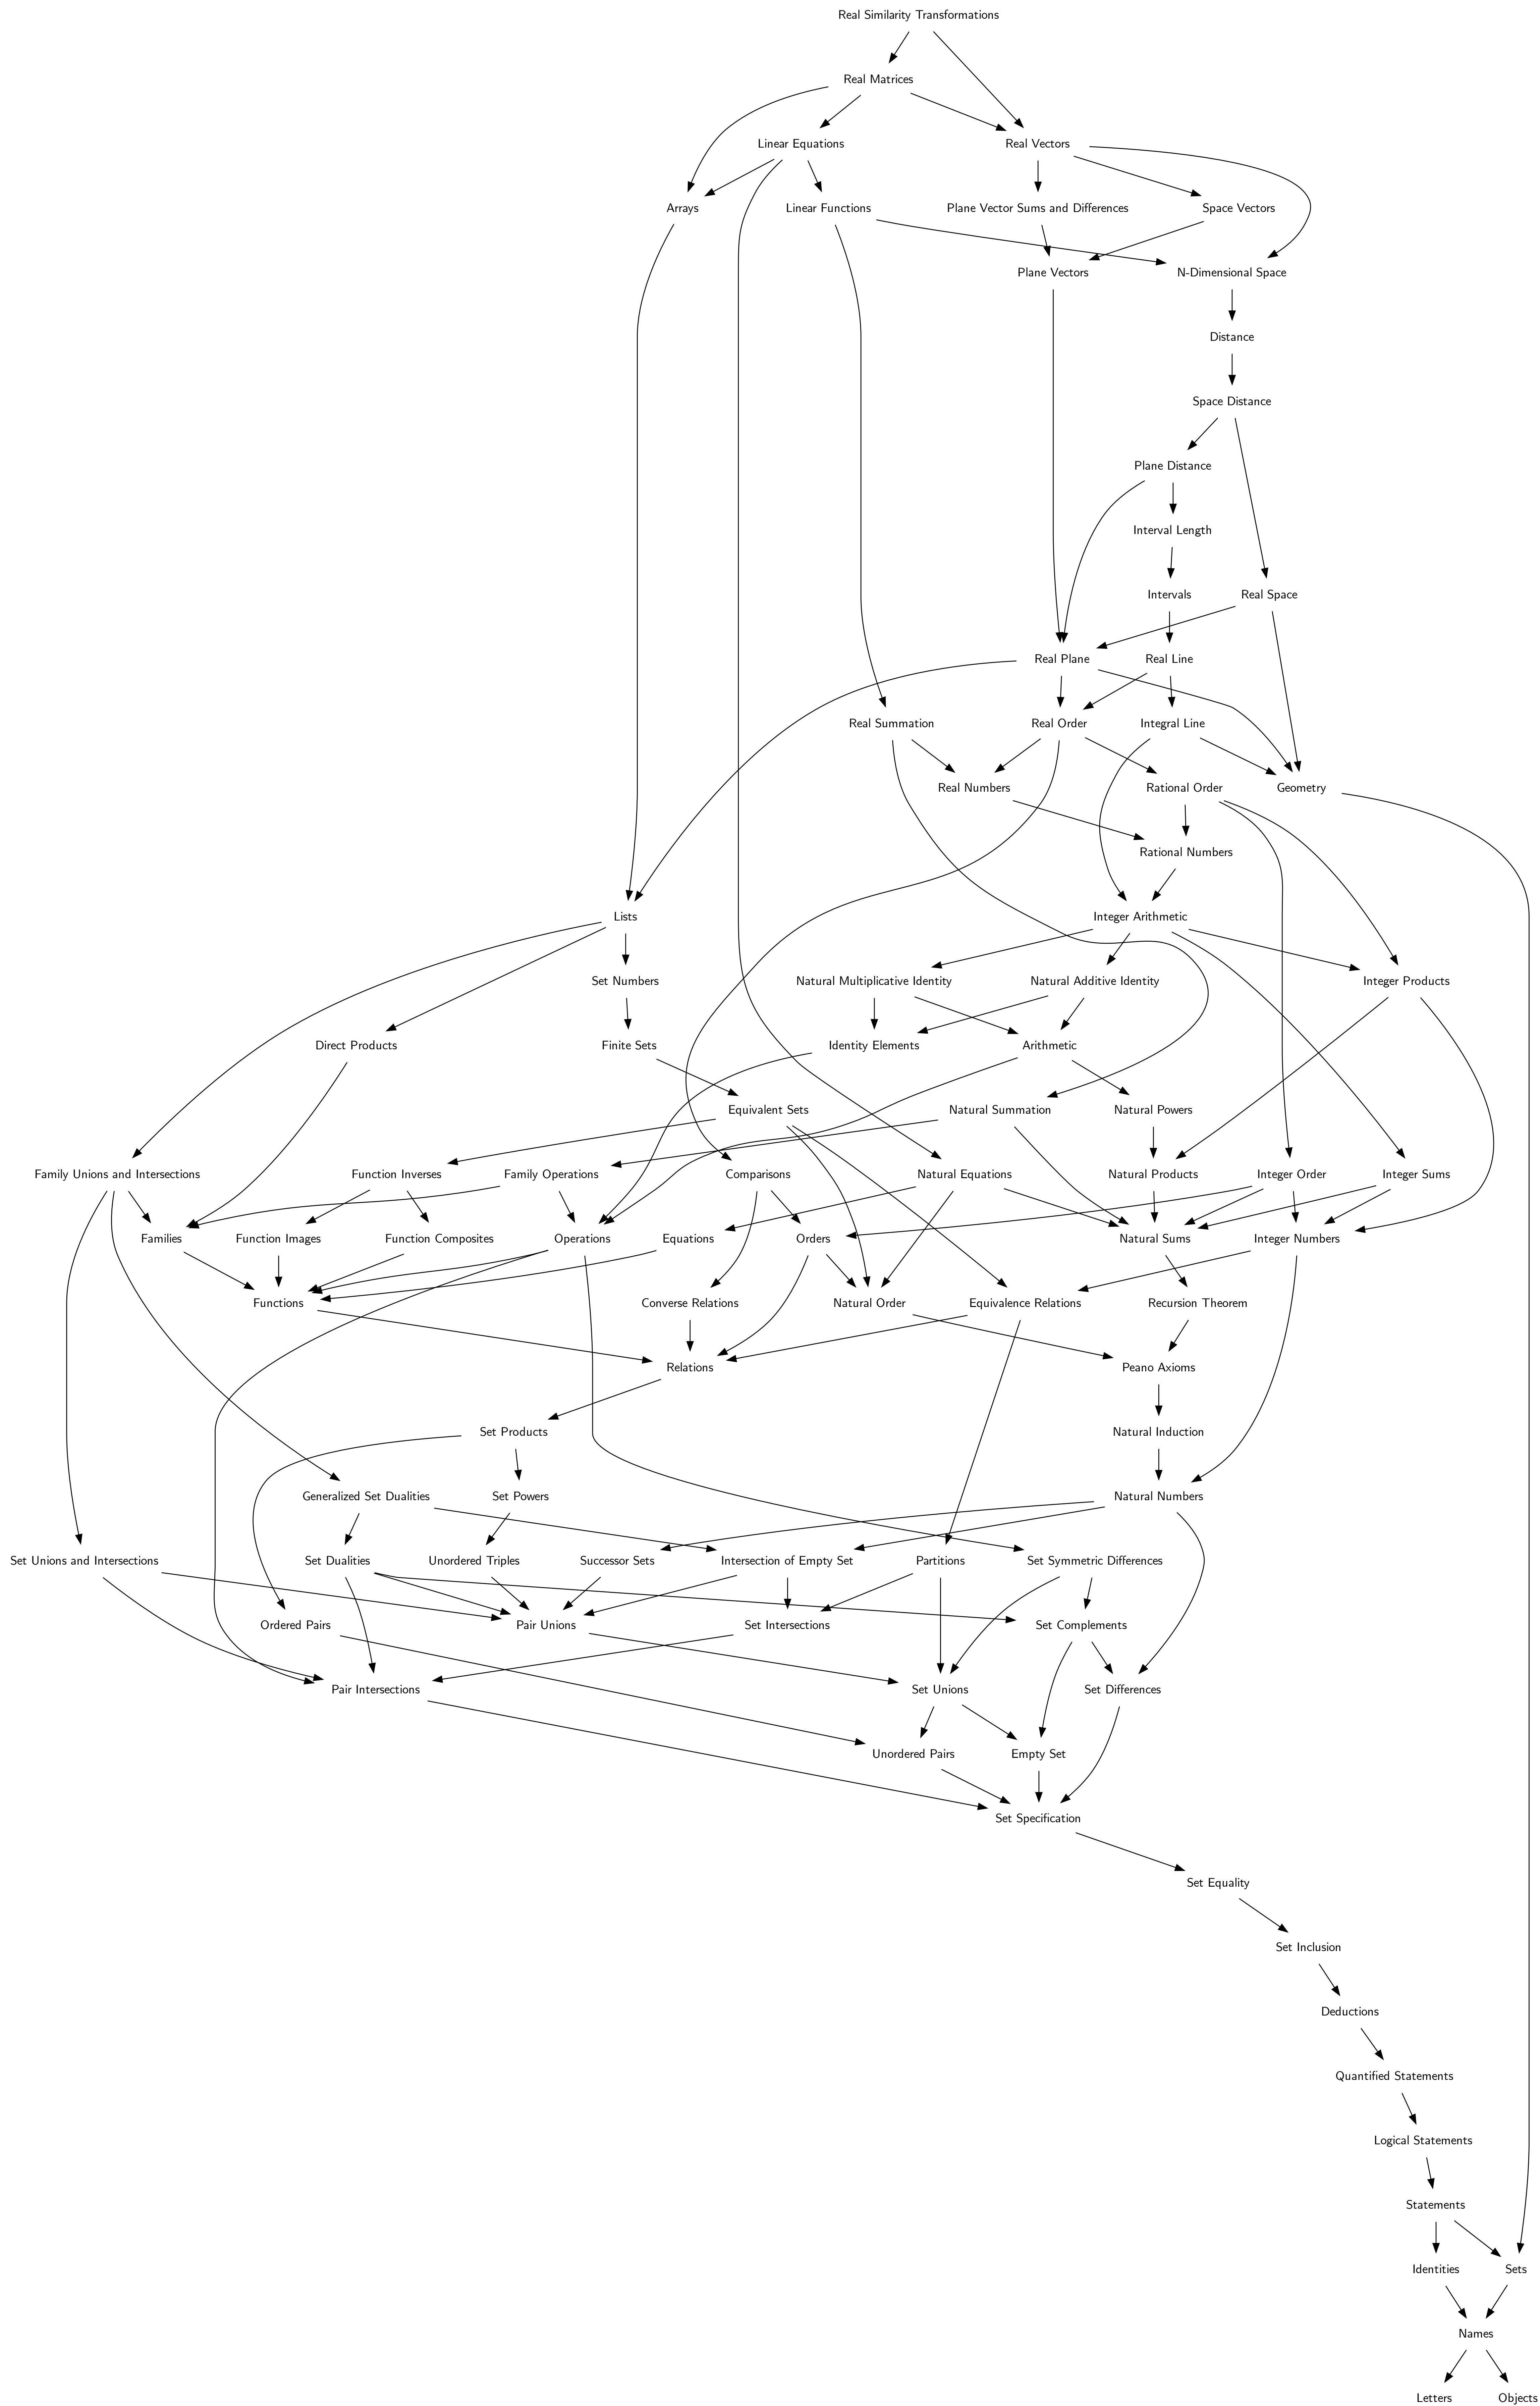 Real Similarity Transformations
Real Matrices
Linear Equations
Real Vectors
Arrays
Linear Functions
Plane Vector Sums and Differences
Space Vectors
Plane Vectors
N-Dimensional Space
Distance
Space Distance
Plane Distance
Interval Length
Intervals
Real Space
Real Plane
Real Line
Real Summation
Real Order
Integral Line
Real Numbers
Rational Order
Geometry
Rational Numbers
Lists
Integer Arithmetic
Set Numbers
Natural Multiplicative Identity
Natural Additive Identity
Integer Products
Direct Products
Finite Sets
Identity Elements
Arithmetic
Equivalent Sets
Natural Summation
Natural Powers
Family Unions and Intersections
Function Inverses
Family Operations
Comparisons
Natural Equations
Natural Products
Integer Order
Integer Sums
Families
Function Images
Function Composites
Operations
Equations
Orders
Natural Sums
Integer Numbers
Functions
Converse Relations
Natural Order
Equivalence Relations
Recursion Theorem
Relations
Peano Axioms
Set Products
Natural Induction
Generalized Set Dualities
Set Powers
Natural Numbers
Set Unions and Intersections
Set Dualities
Unordered Triples
Successor Sets
Intersection of Empty Set
Partitions
Set Symmetric Differences
Ordered Pairs
Pair Unions
Set Intersections
Set Complements
Pair Intersections
Set Unions
Set Differences
Unordered Pairs
Empty Set
Set Specification
Set Equality
Set Inclusion
Deductions
Quantified Statements
Logical Statements
Statements
Identities
Sets
Names
Letters
Objects